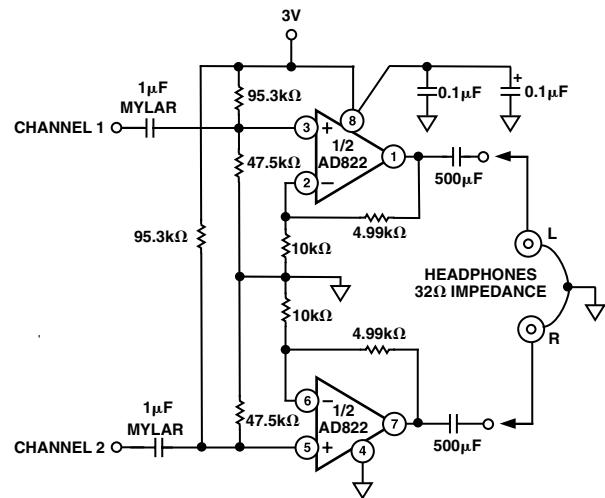 3V
1µF
MYLAR
95.3kΩ
0.1µF
+
0.1µF
CHANNEL 1
3
+
8
1/2
AD822
1
47.5kΩ
2
–
500µF
4.99kΩ
95.3kΩ
10kΩ
L
HEADPHONES
32Ω IMPEDANCE
10kΩ
4.99kΩ
R
1µF
MYLAR
47.5kΩ
6
–
1/2
AD822
7
500µF
CHANNEL 2
5
+
4